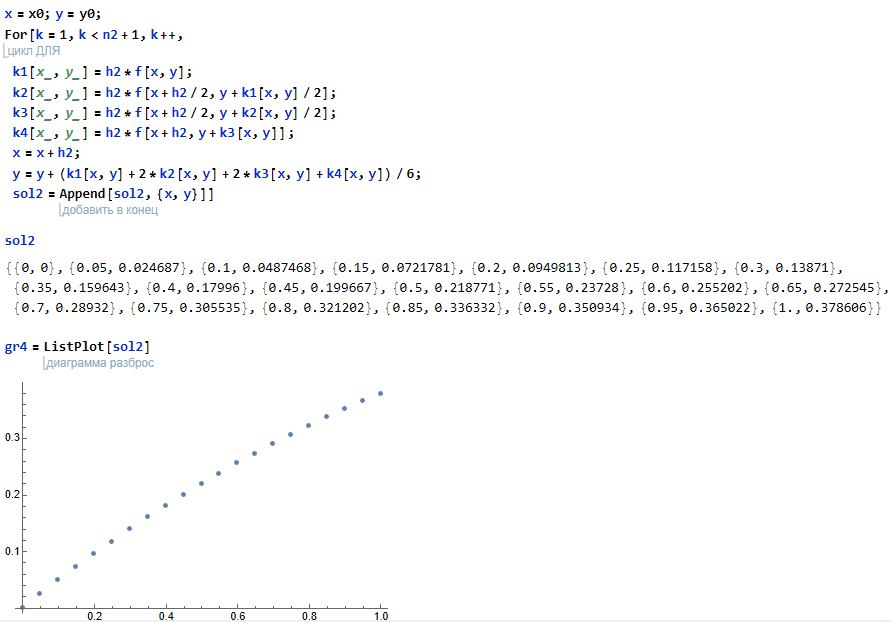 x = x0; y = y0;
For[k = 1, k < n2 + 1, k++,
цикл ДЛЯ
k1[x_, y_] = h2 * f[x, y];
k2[x_, y_] = h2 * f[x + h2 / 2, y + k1[x, y] / 2];
k3[x_, y_] = h2 * f[x + h2 / 2, y + k2[x, y] / 2];
k4[x_, y_] = h2 * f[x + h2, y + k3[x, y]];
x = x + h2;
y = y + (k1[x, y] + 2 * k2[x, y] + 2 * k3[x, y] + k4[x, y]) / 6;
sol2 = Append[sol2, {x, y}]]
добавить в конец
sol2
{{0, 0}, {0.05, 0.024687}, {0.1, 0.0487468}, {0.15, 0.0721781}, {0.2, 0.0949813}, {0.25, 0.117158}, {0.3, 0.13871},
{0.35, 0.159643}, {0.4, 0.17996}, {0.45, 0.199667}, {0.5, 0.218771}, {0.55, 0.23728}, {0.6, 0.255202}, {0.65, 0.272545},
{0.7, 0.28932}, {0.75, 0.305535}, {0.8, 0.321202}, {0.85, 0.336332}, {0.9, 0.350934}, {0.95, 0.365022}, {1., 0.378606}}
gr4 = ListPlot[sol2]
диаграмма разброс
0.3
0.2
0.1
0.2 0.4 0.6 0.8 1.0